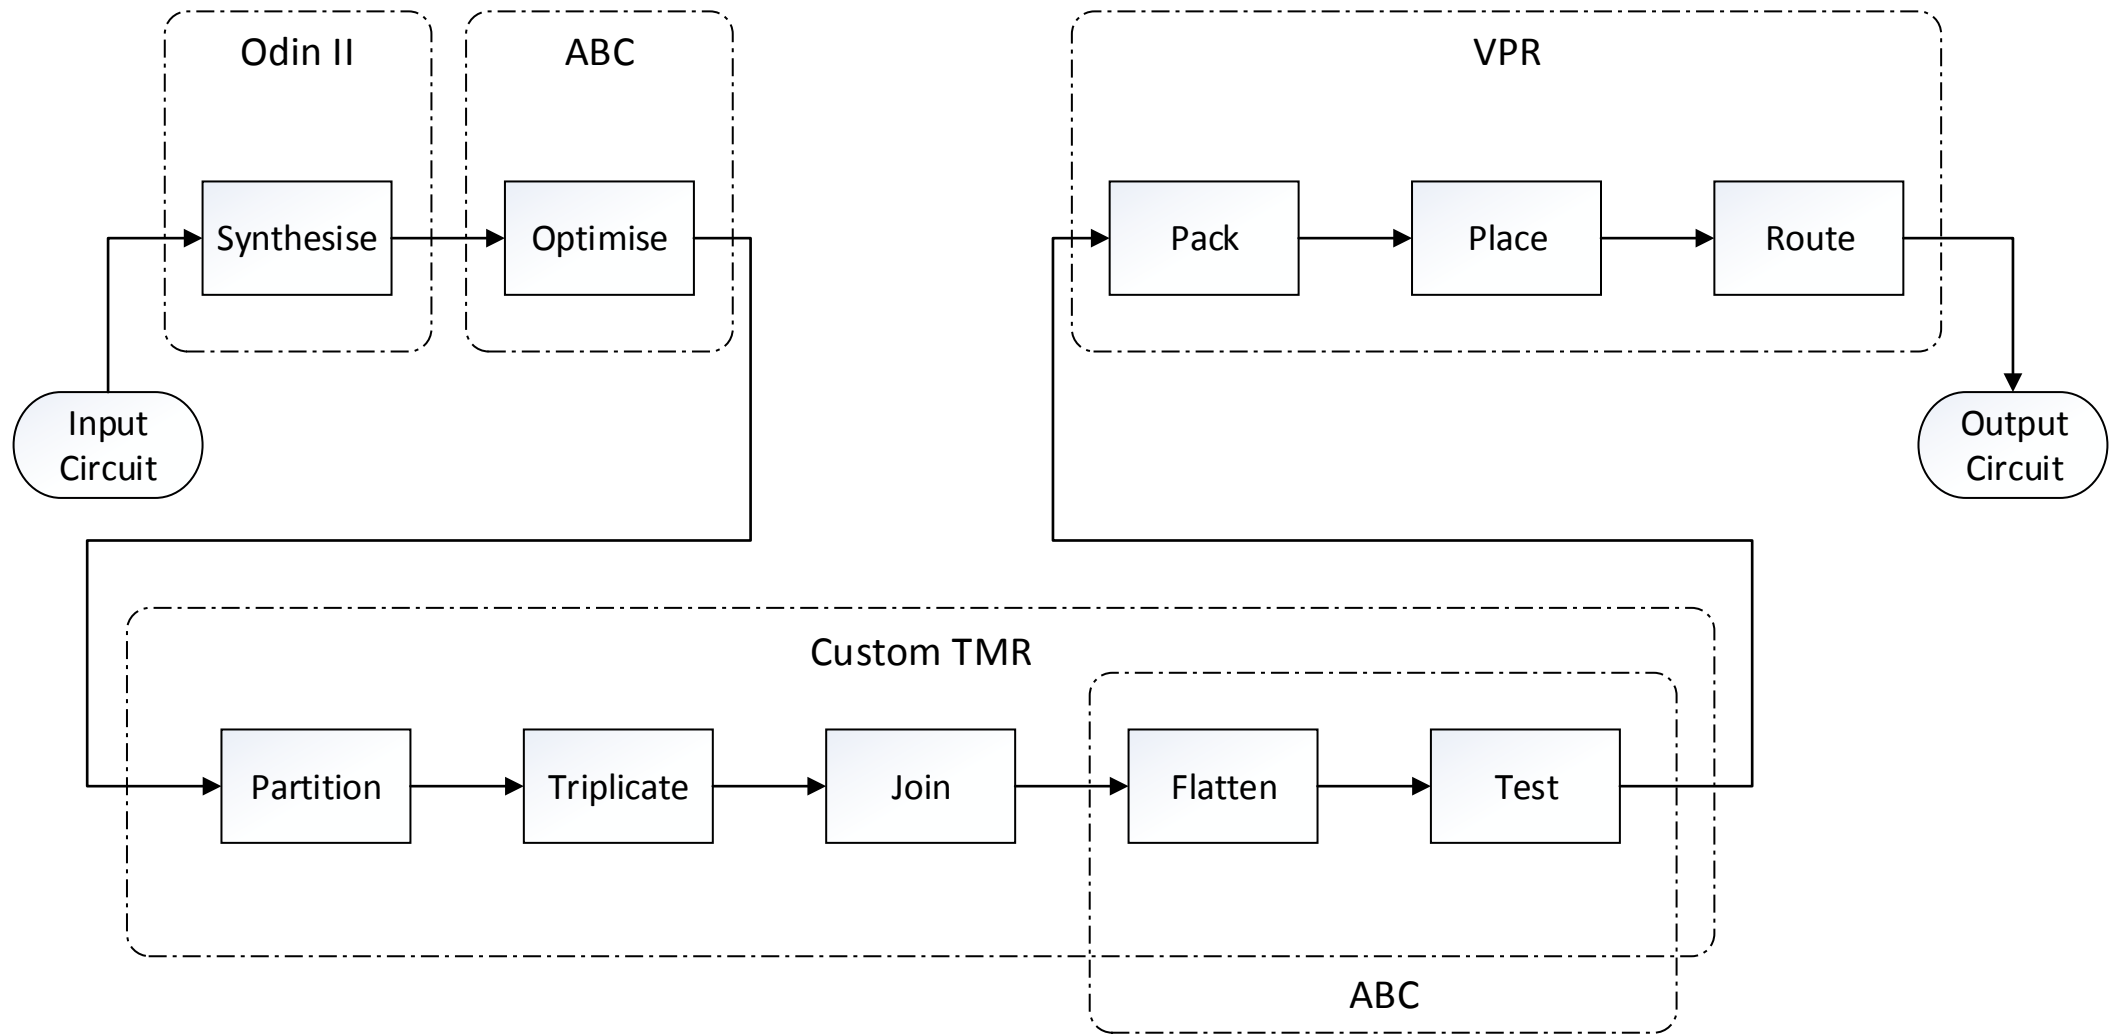 Odin II
ABC
VPR
Synthesise
Optimise
Pack
Place
Route
Input
Circuit
Output
Circuit
Custom TMR
Partition
Triplicate
Join
Flatten
Test
ABC